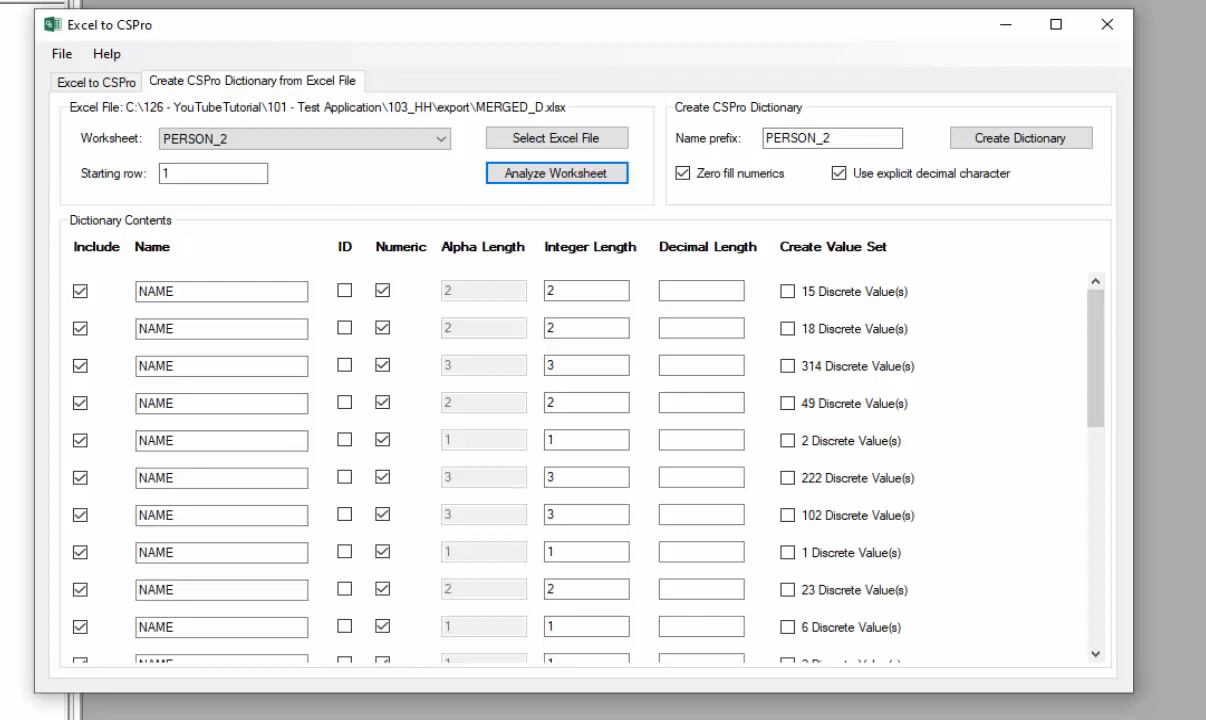 Excel to CSPro
File Help
Excel to CSPro Create CSPro Dictionary from Excel File
Excel File: C:\126 - YouTubeTutorial\101 - Test Application\103_HH\export\MERGED_D.xlsx
Worksheet: PERSON_2 Select Excel File
Starting row: 1 Analyze Worksheet
Create CSPro Dictionary
Name prefix: PERSON_2 Create Dictionary
Zero fill numerics Use explicit decimal character
Dictionary Contents
Include Name ID Numeric Alpha Length Integer Length Decimal Length Create Value Set
NAME 2 2 15 Discrete Value(s)
NAME 2 2 18 Discrete Value(s)
NAME 3 3 314 Discrete Value(s)
NAME 2 2 49 Discrete Value(s)
NAME 1 1 2 Discrete Value(s)
NAME 3 3 222 Discrete Value(s)
NAME 3 3 102 Discrete Value(s)
NAME 1 1 1 Discrete Value(s)
NAME 2 2 23 Discrete Value(s)
NAME 1 1 6 Discrete Value(s)